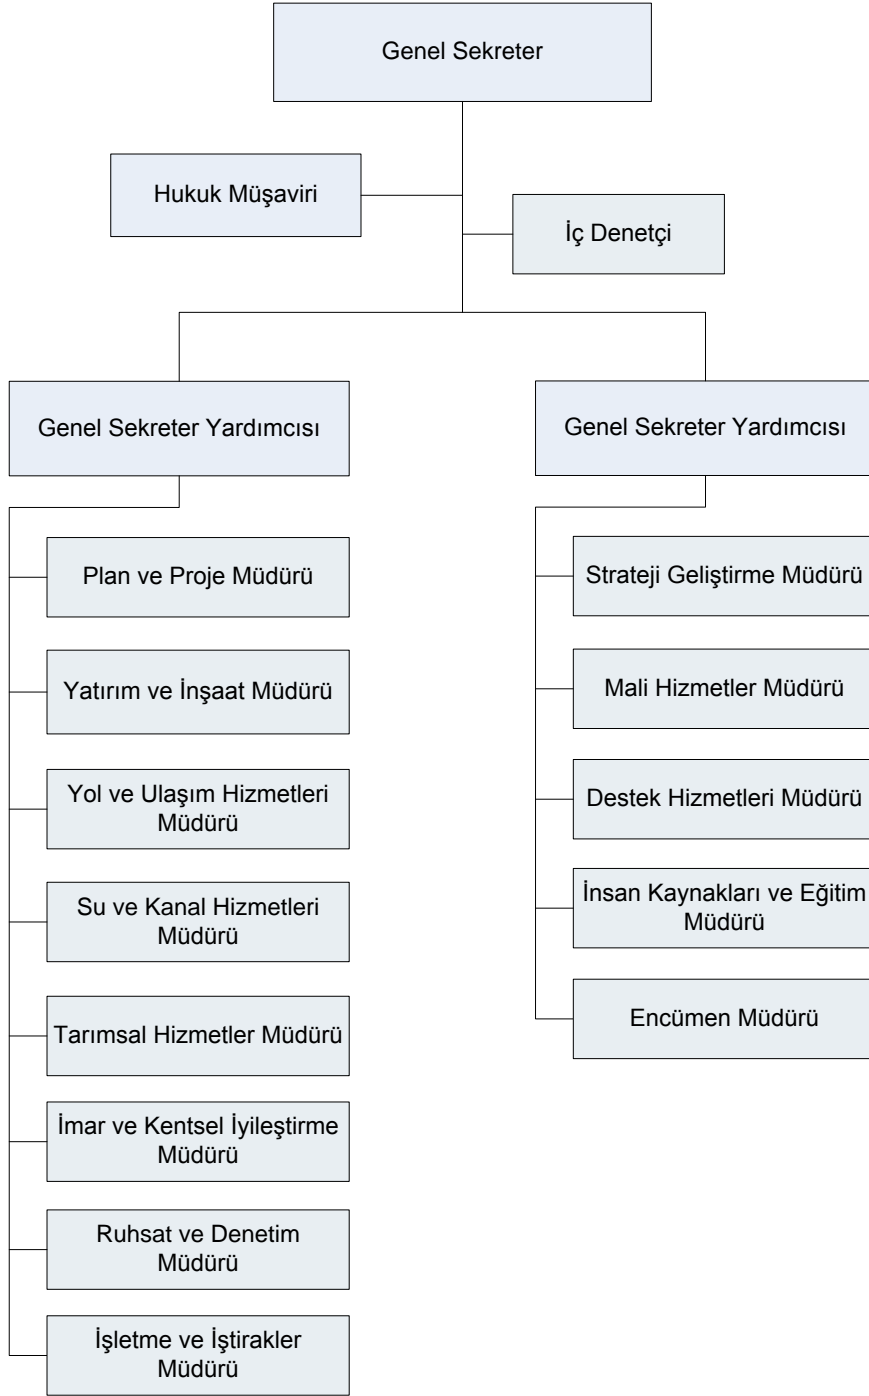 Genel Sekreter
Hukuk Müşaviri
İç Denetçi
Genel Sekreter Yardımcısı
Genel Sekreter Yardımcısı
Plan ve Proje Müdürü
Yatırım ve İnşaat Müdürü
Yol ve Ulaşım Hizmetleri
Müdürü
Su ve Kanal Hizmetleri
Müdürü
Tarımsal Hizmetler Müdürü
İmar ve Kentsel İyileştirme
Müdürü
Ruhsat ve Denetim
Müdürü
İşletme ve İştirakler
Müdürü
Strateji Geliştirme Müdürü
Mali Hizmetler Müdürü
Destek Hizmetleri Müdürü
İnsan Kaynakları ve Eğitim
Müdürü
Encümen Müdürü